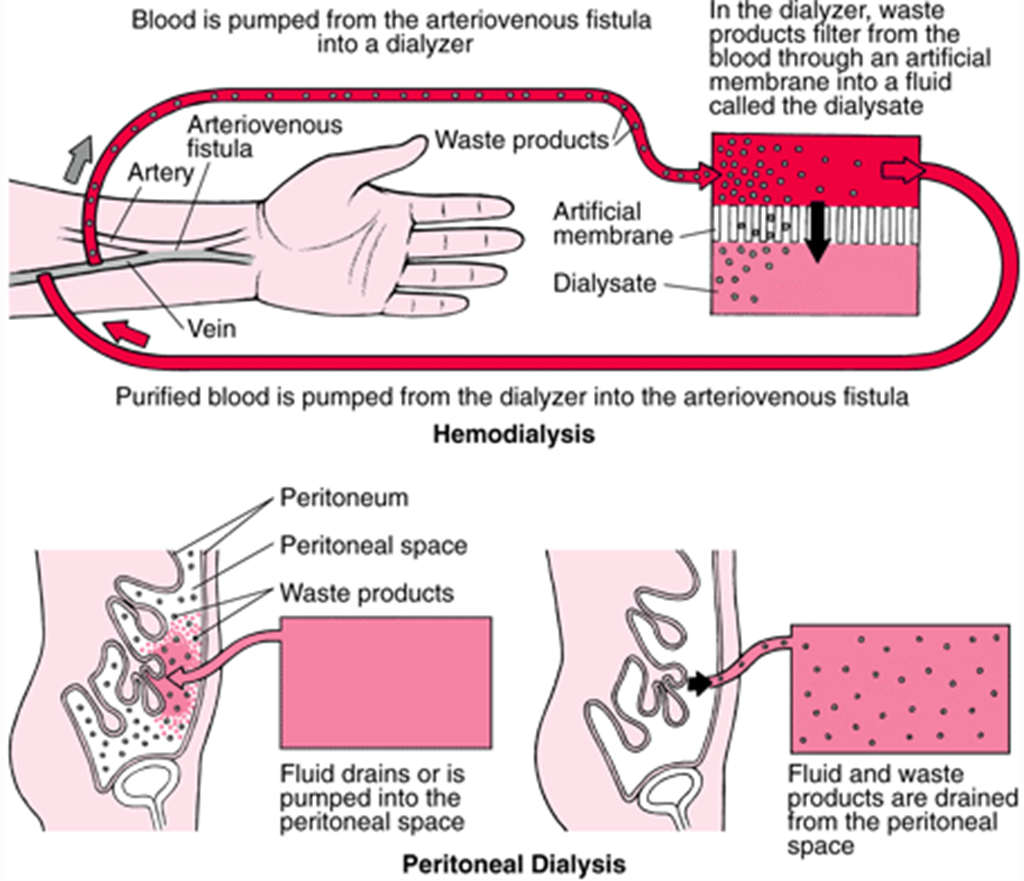 Blood is pumped from the arteriovenous fistula
into a dialyzer
In the dialyzer, waste
products filter from the
blood through an artificial
membrane into a fluid
called the dialysate
Arteriovenous
fistula
Artery
Waste products
Artificial
membrane
Dialysate
Vein
Purified blood is pumped from the dialyzer into the arteriovenous fistula
Hemodialysis
Peritoneum
Peritoneal space
Waste products
Fluid drains or is
pumped into the
peritoneal space
Fluid and waste
products are drained
from the peritoneal
space
Peritoneal Dialysis